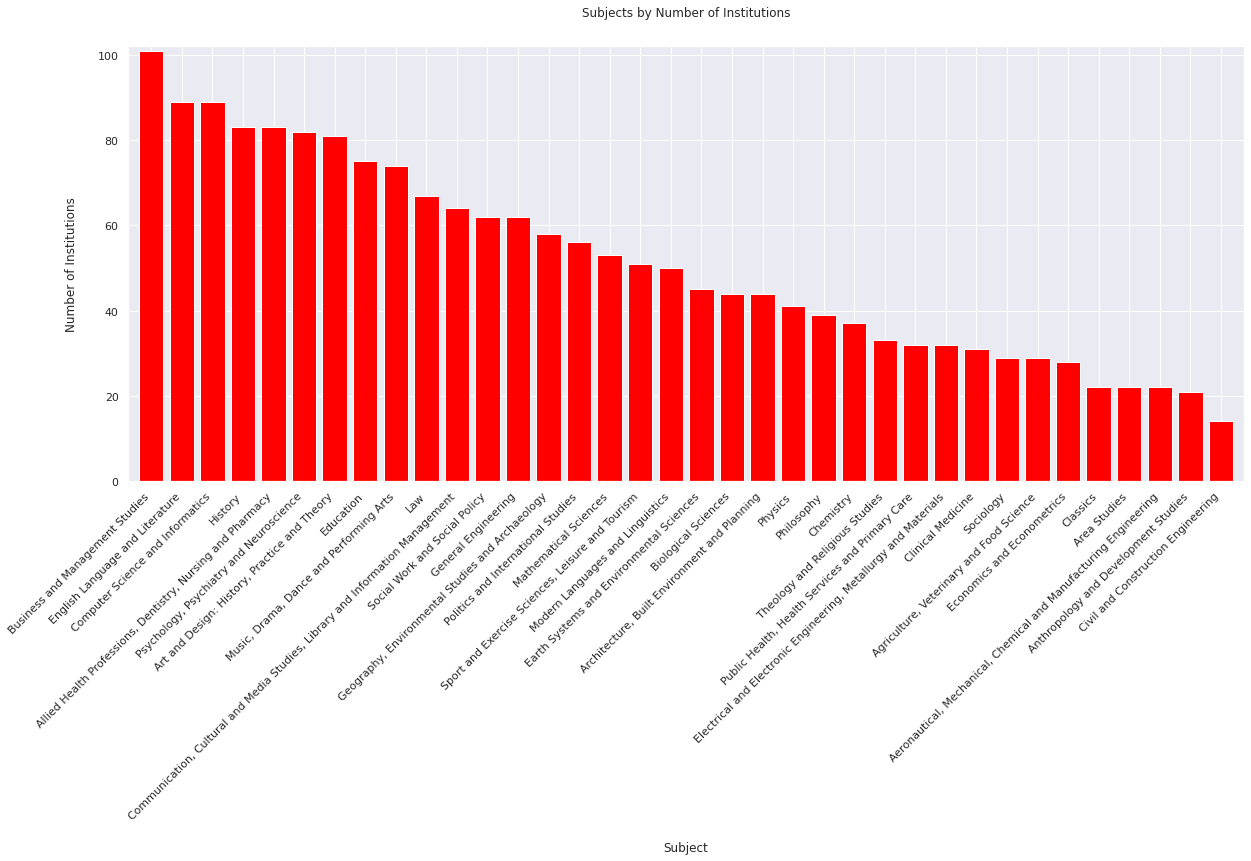 Subjects by Number of Institutions
Number of Institutions
100
80
60
40
20
0
Business and Management Studies
English Language and Literature
Computer Science and Informatics
History
Allied Health Professions, Dentistry, Nursing and Pharmacy
Psychology, Psychiatry and Neuroscience
Art and Design: History, Practice and Theory
Education
Music, Drama, Dance and Performing Arts
Law
Communication, Cultural and Media Studies, Library and Information Management
Social Work and Social Policy
General Engineering
Geography, Environmental Studies and Archaeology
Politics and International Studies
Mathematical Sciences
Sport and Exercise Sciences, Leisure and Tourism
Modern Languages and Linguistics
Earth Systems and Environmental Sciences
Biological Sciences
Architecture, Built Environment and Planning
Physics
Philosophy
Chemistry
Theology and Religious Studies
Public Health, Health Services and Primary Care
Electrical and Electronic Engineering, Metallurgy and Materials
Clinical Medicine
Sociology
Agriculture, Veterinary and Food Science
Economics and Econometrics
Classics
Area Studies
Aeronautical, Mechanical, Chemical and Manufacturing Engineering
Anthropology and Development Studies
Civil and Construction Engineering
Subject